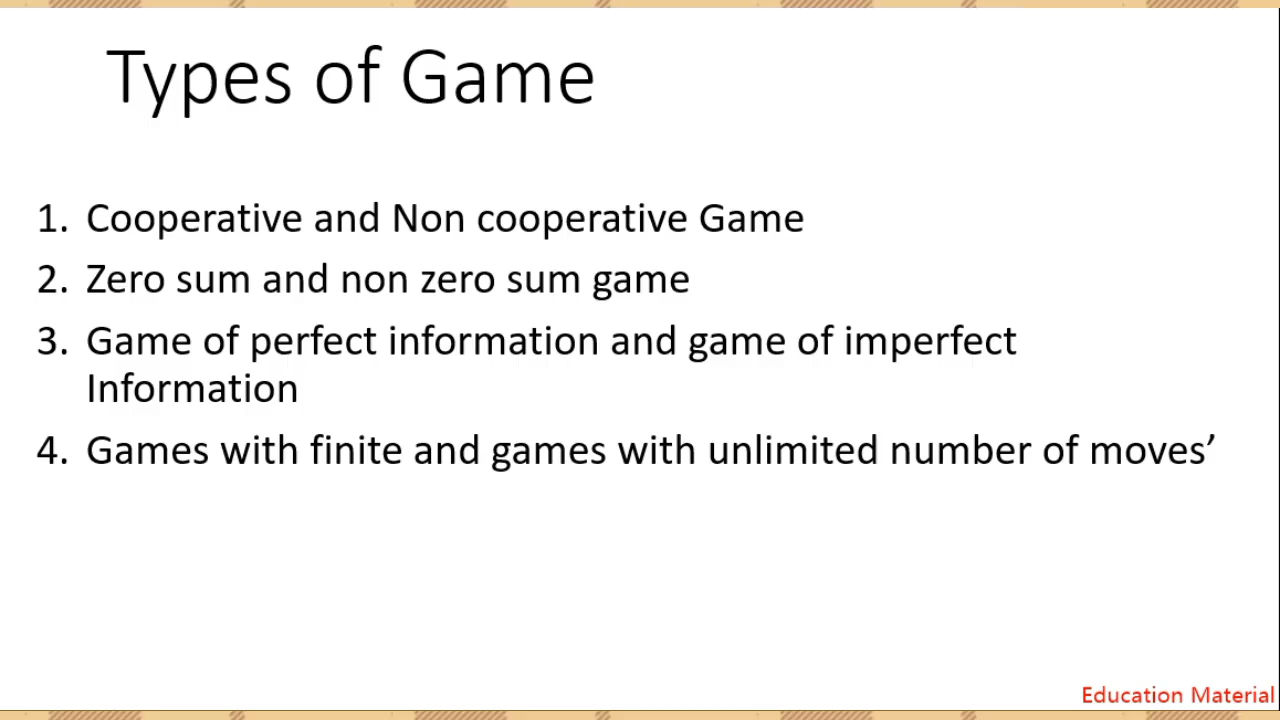 Types of Game
1. Cooperative and Non cooperative Game
2. Zero sum and non zero sum game
3. Game of perfect information and game of imperfect
Information
4. Games with finite and games with unlimited number of moves’
Education Material